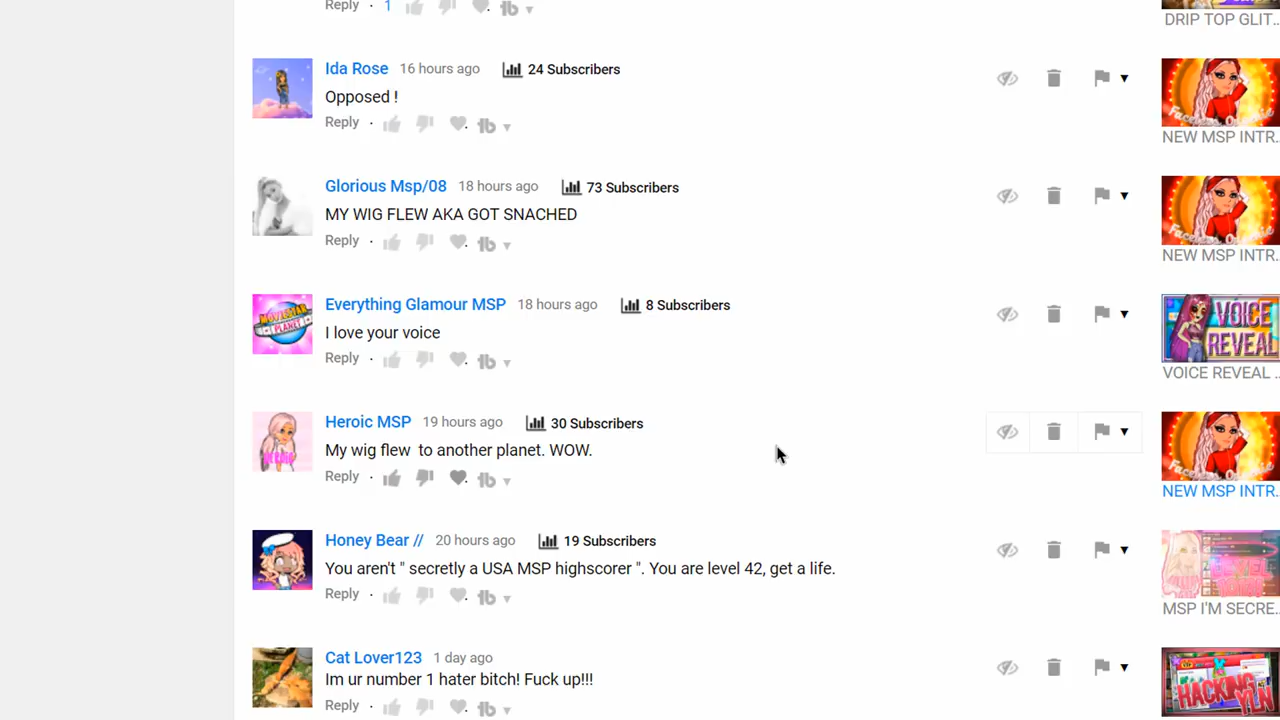 Reply · 1
DRIP TOP GLIT...
Ida Rose 16 hours ago 24 Subscribers
Opposed !
Reply ·
NEW MSP INTR...
Glorious Msp/08 18 hours ago 73 Subscribers
MY WIG FLEW AKA GOT SNACHED
Reply ·
NEW MSP INTR...
Everything Glamour MSP 18 hours ago 8 Subscribers
I love your voice
Reply ·
MOVIESTAR PLANET
VOICE REVEAL
VOICE REVEAL ...
Heroic MSP 19 hours ago 30 Subscribers
My wig flew to another planet. WOW.
Reply ·
HEROIC
NEW MSP INTR...
Honey Bear // 20 hours ago 19 Subscribers
You aren't " secretly a USA MSP highscorer ". You are level 42, get a life.
Reply ·
MSP I'M SECRE...
Cat Lover123 1 day ago
Im ur number 1 hater bitch! Fuck up!!!
Reply ·
HACKING
YLN